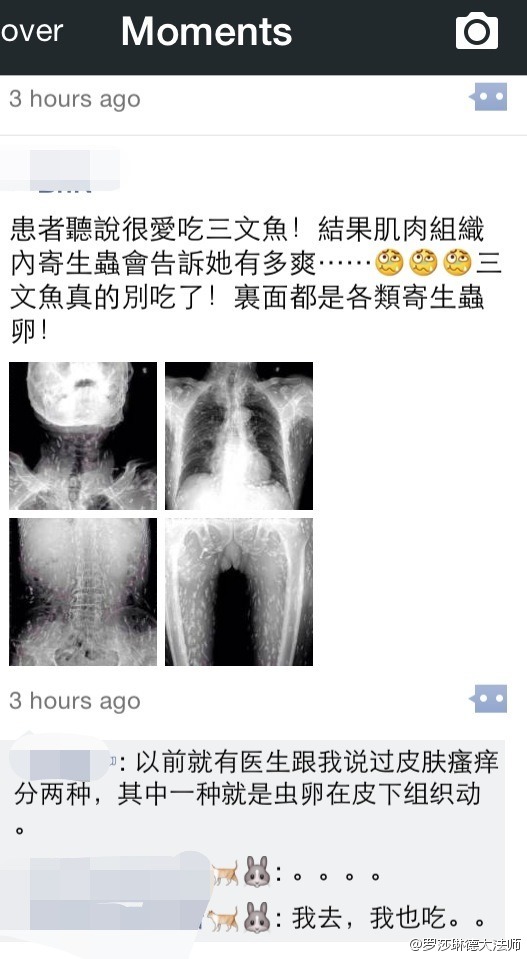 over
Moments
3 hours ago
患者聽說很愛吃三文魚！結果肌肉組織
內寄生蟲會告訴她有多爽……三
文魚真的別吃了！裏面都是各類寄生蟲
卵！
3 hours ago
：以前就有医生跟我说过皮肤瘙痒
分两种，其中一种就是虫卵在皮下组织动
。
：。。。。
：我去，我也吃。。
@罗莎琳德大法师